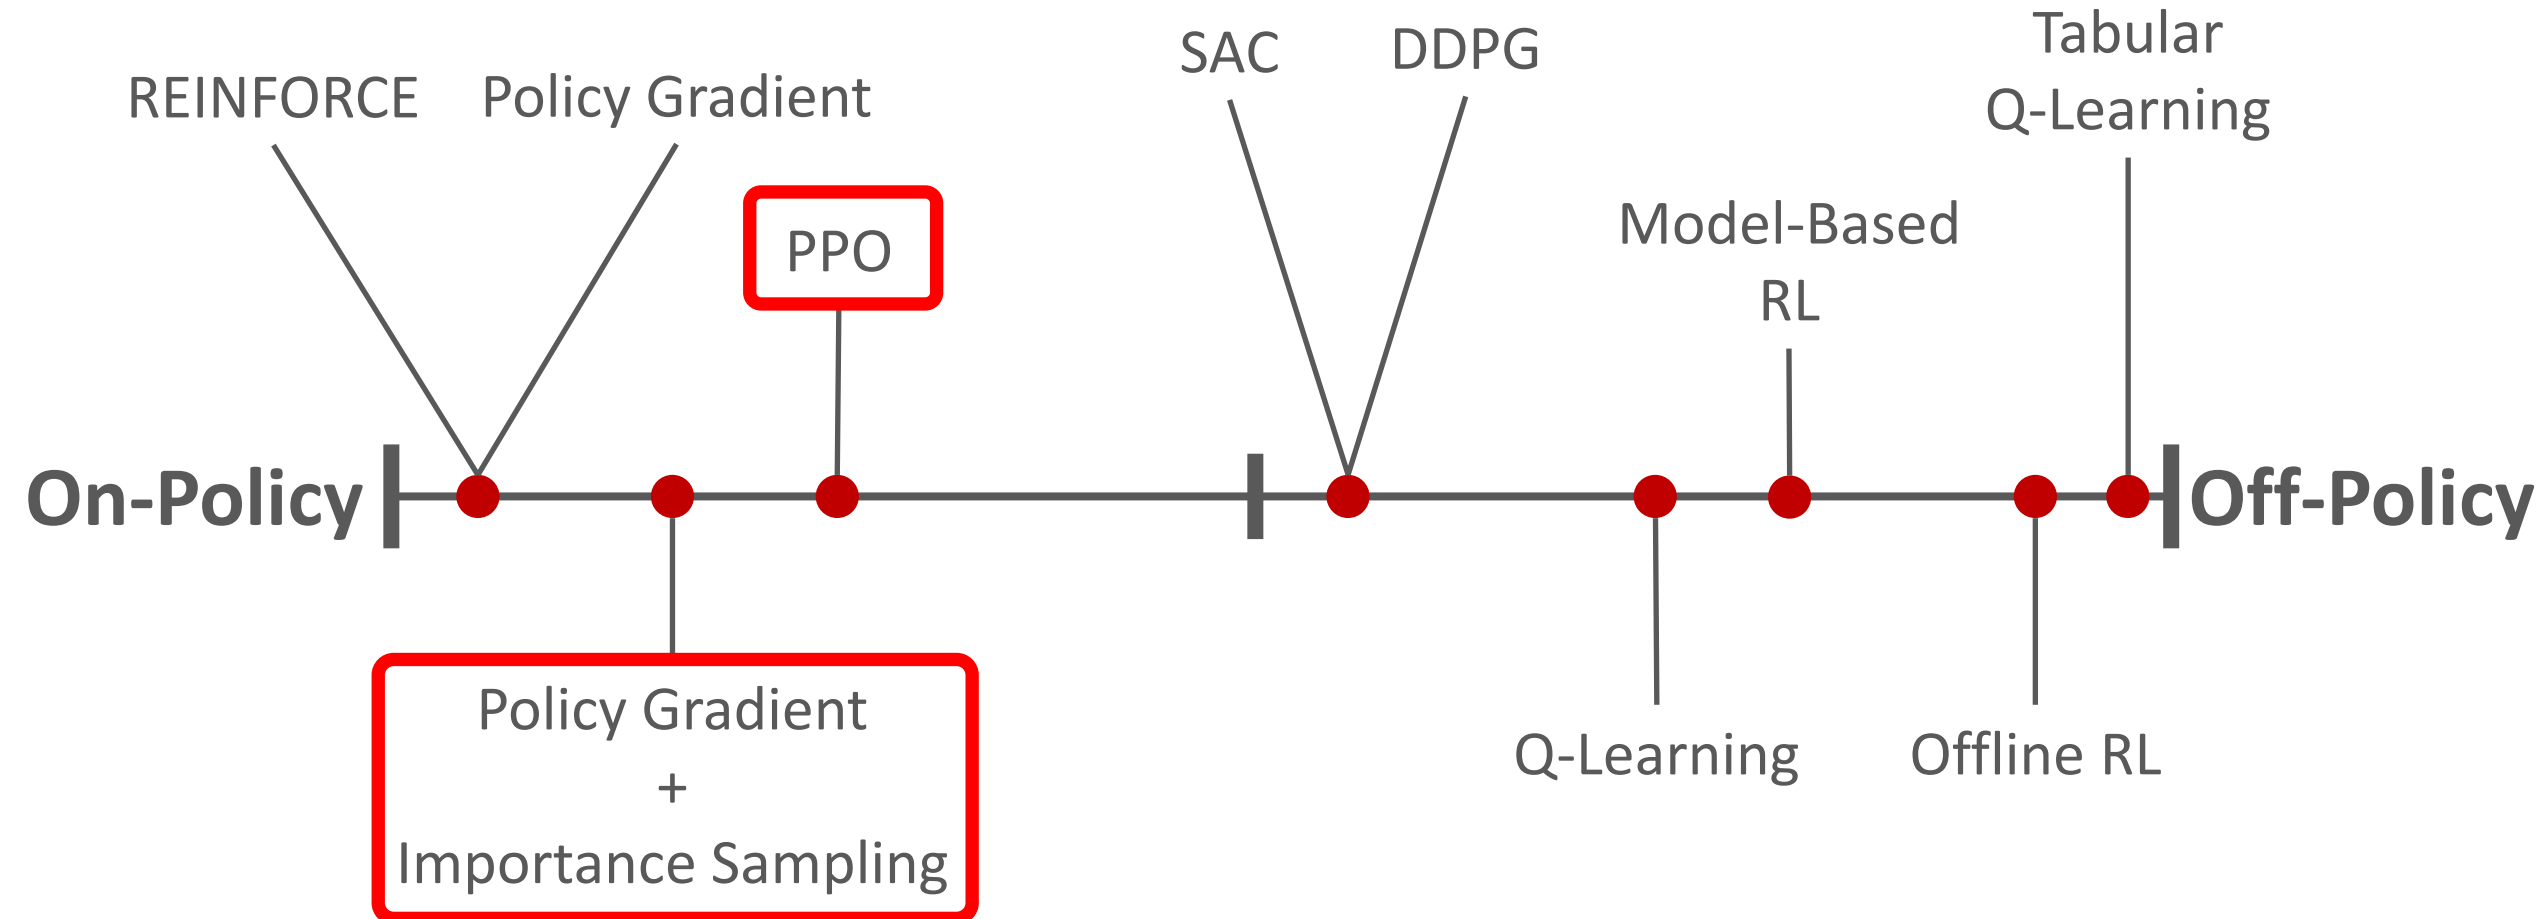 REINFORCE
Policy Gradient
PPO
SAC
DDPG
Tabular
Q-Learning
Model-Based
RL
On-Policy
Off-Policy
Policy Gradient
+
Importance Sampling
Q-Learning
Offline RL